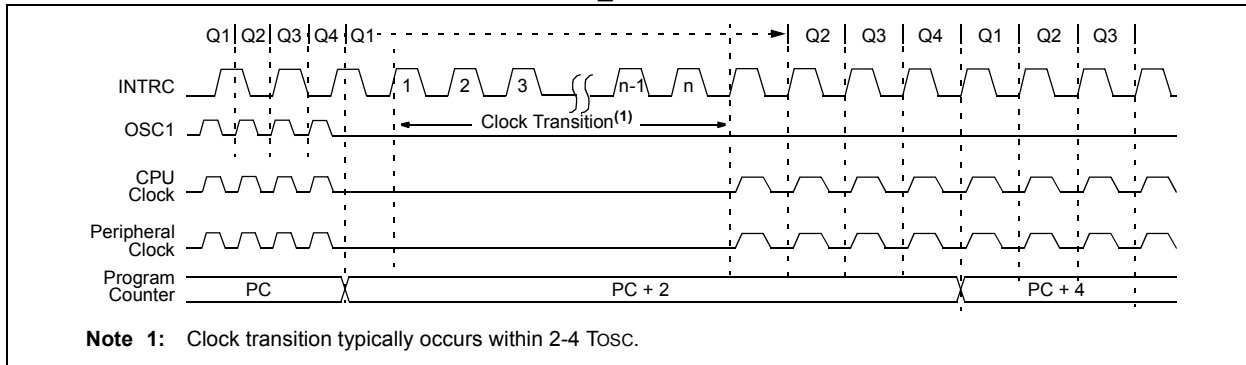 Q1 Q2 Q3 Q4 Q1 Q2 Q3 Q4 Q1 Q2 Q3
INTRC 1 2 3 n-1 n
OSC1 Clock Transition(1)
CPU
Clock
Peripheral
Clock
Program
Counter PC PC + 2 PC + 4
Note 1: Clock transition typically occurs within 2-4 TOSC.